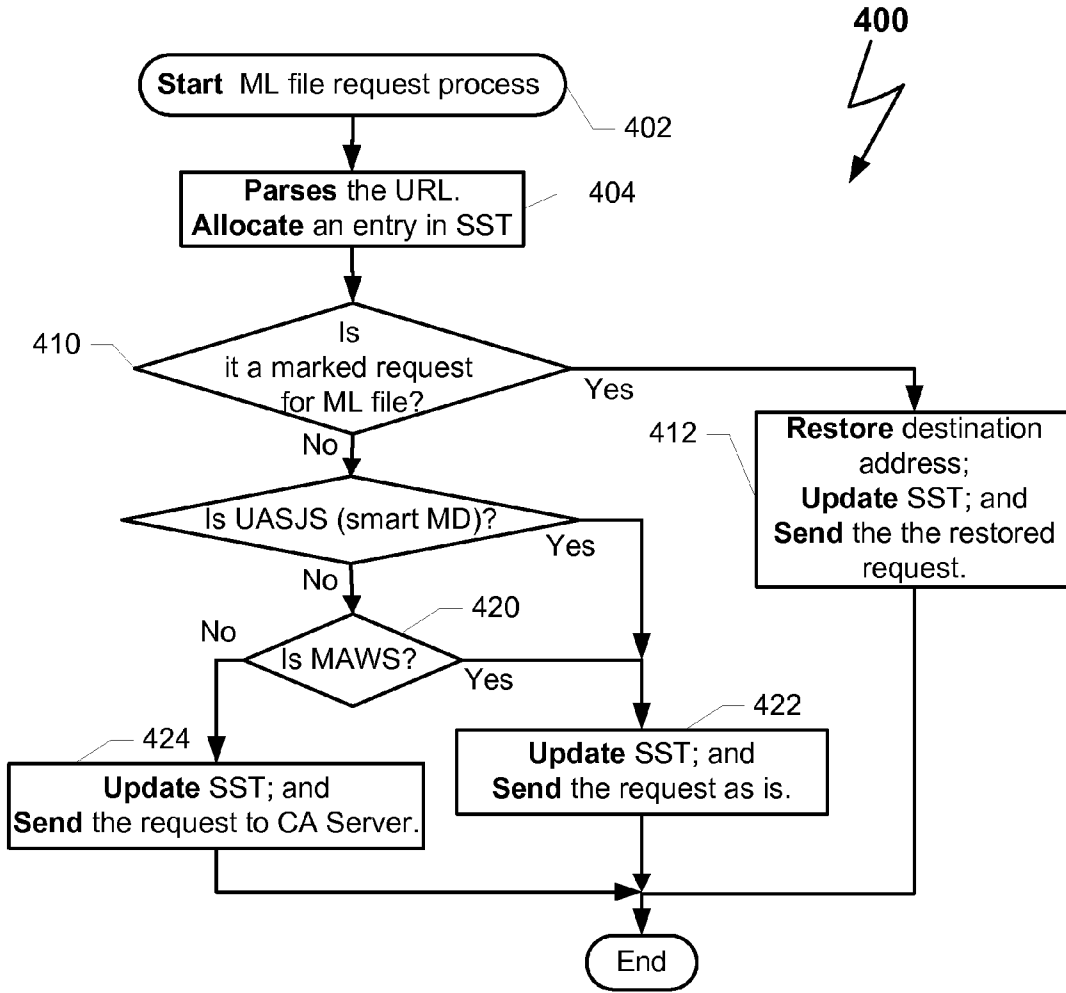 400
Start ML file request process
402
Parses the URL.
Allocate an entry in SST
404
Is
it a marked request
for ML file?
410
Yes
No
412
Restore destination
address;
Update SST; and
Send the the restored
request.
Is UASJS (smart MD)?
Yes
No
420
No
Is MAWS?
Yes
422
424
Update SST; and
Send the request as is.
Update SST; and
Send the request to CA Server.
End